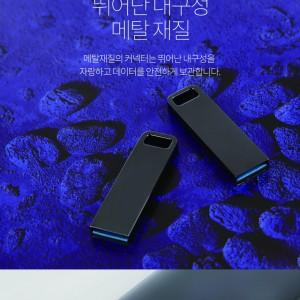 뛰어난 내구성
메탈 재질
메탈재질의 커넥터는 뛰어난 내구성을
자랑하고 데이터를 안전하게 보관합니다.